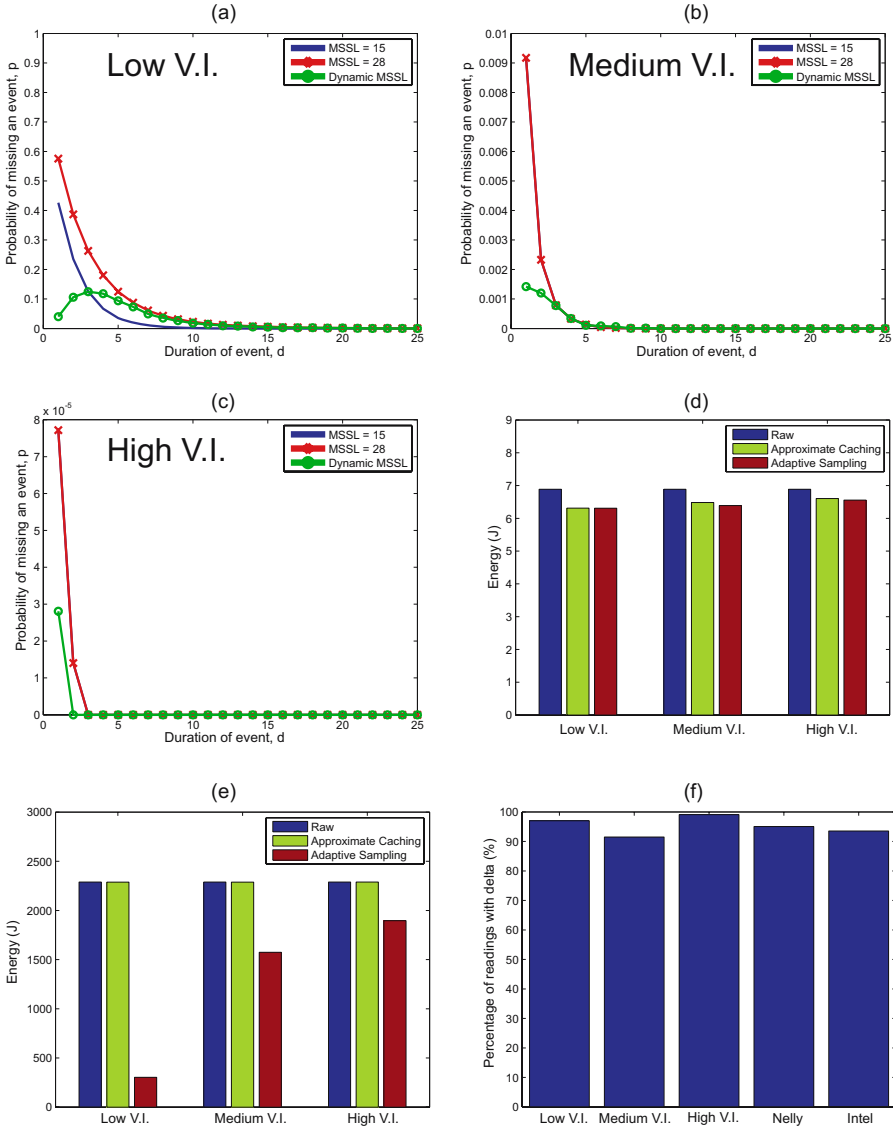 (a)
Probability of missing an event, p
1
0.9
0.8
0.7
0.6
0.5
0.4
0.3
0.2
0.1
0
Low V.I.
MSSL = 15
MSSL = 28
Dynamic MSSL
0 5 10 15 20 25
Duration of event, d
(b)
Probability of missing an event, p
0.01
0.009
0.008
0.007
0.006
0.005
0.004
0.003
0.002
0.001
0
Medium V.I.
MSSL = 15
MSSL = 28
Dynamic MSSL
0 5 10 15 20 25
Duration of event, d
(c)
x 10-5
Probability of missing an event, p
8
7
6
5
4
3
2
1
0
High V.I.
MSSL = 15
MSSL = 28
Dynamic MSSL
0 5 10 15 20 25
Duration of event, d
(d)
Energy (J)
9
8
7
6
5
4
3
2
1
0
Raw
Approximate Caching
Adaptive Sampling
Low V.I. Medium V.I. High V.I.
(e)
Energy (J)
3000
2500
2000
1500
1000
500
0
Raw
Approximate Caching
Adaptive Sampling
Low V.I. Medium V.I. High V.I.
(f)
Percentage of readings with delta (%)
100
90
80
70
60
50
40
30
20
10
0
Low V.I. Medium V.I. High V.I. Nelly Intel